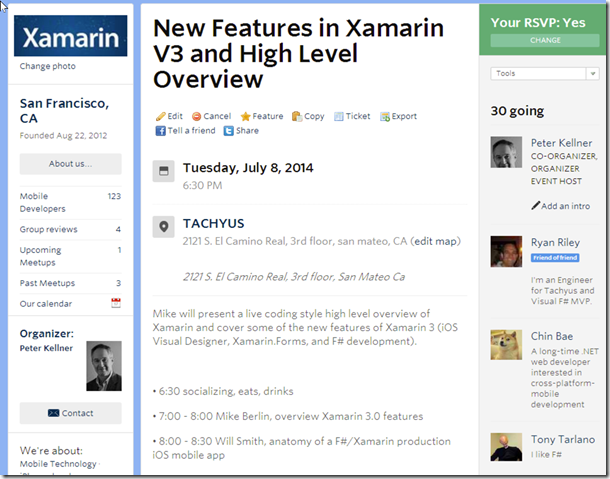 Xamarin
Change photo
San Francisco,
CA
Founded Aug 22, 2012
About us...
Mobile Developers 123
Group reviews 4
Upcoming Meetups 1
Past Meetups 3
Our calendar
Organizer:
Peter Kellner
Contact
We're about:
Mobile Technology ·
New Features in Xamarin
V3 and High Level
Overview
Edit Cancel Feature Copy Ticket Export
Tell a friend Share
Tuesday, July 8, 2014
6:30 PM
TACHYUS
2121 S. El Camino Real, 3rd floor, san mateo, CA (edit map)
2121 S. El Camino Real, 3rd floor, San Mateo Ca
Mike will present a live coding style high level overview of
Xamarin and cover some of the new features of Xamarin 3 (iOS
Visual Designer, Xamarin.Forms, and F# development).
• 6:30 socializing, eats, drinks
• 7:00 - 8:00 Mike Berlin, overview Xamarin 3.0 features
• 8:00 - 8:30 Will Smith, anatomy of a F#/Xamarin production
iOS mobile app
Your RSVP: Yes
CHANGE
Tools
30 going
Peter Kellner
CO-ORGANIZER,
ORGANIZER
EVENT HOST
Add an intro
Ryan Riley
Friend of friend
I'm an Engineer
for Tachyus and
Visual F# MVP.
Chin Bae
A long-time .NET
web developer
interested in
cross-platform-
mobile
development
Tony Tarlano
I like F#